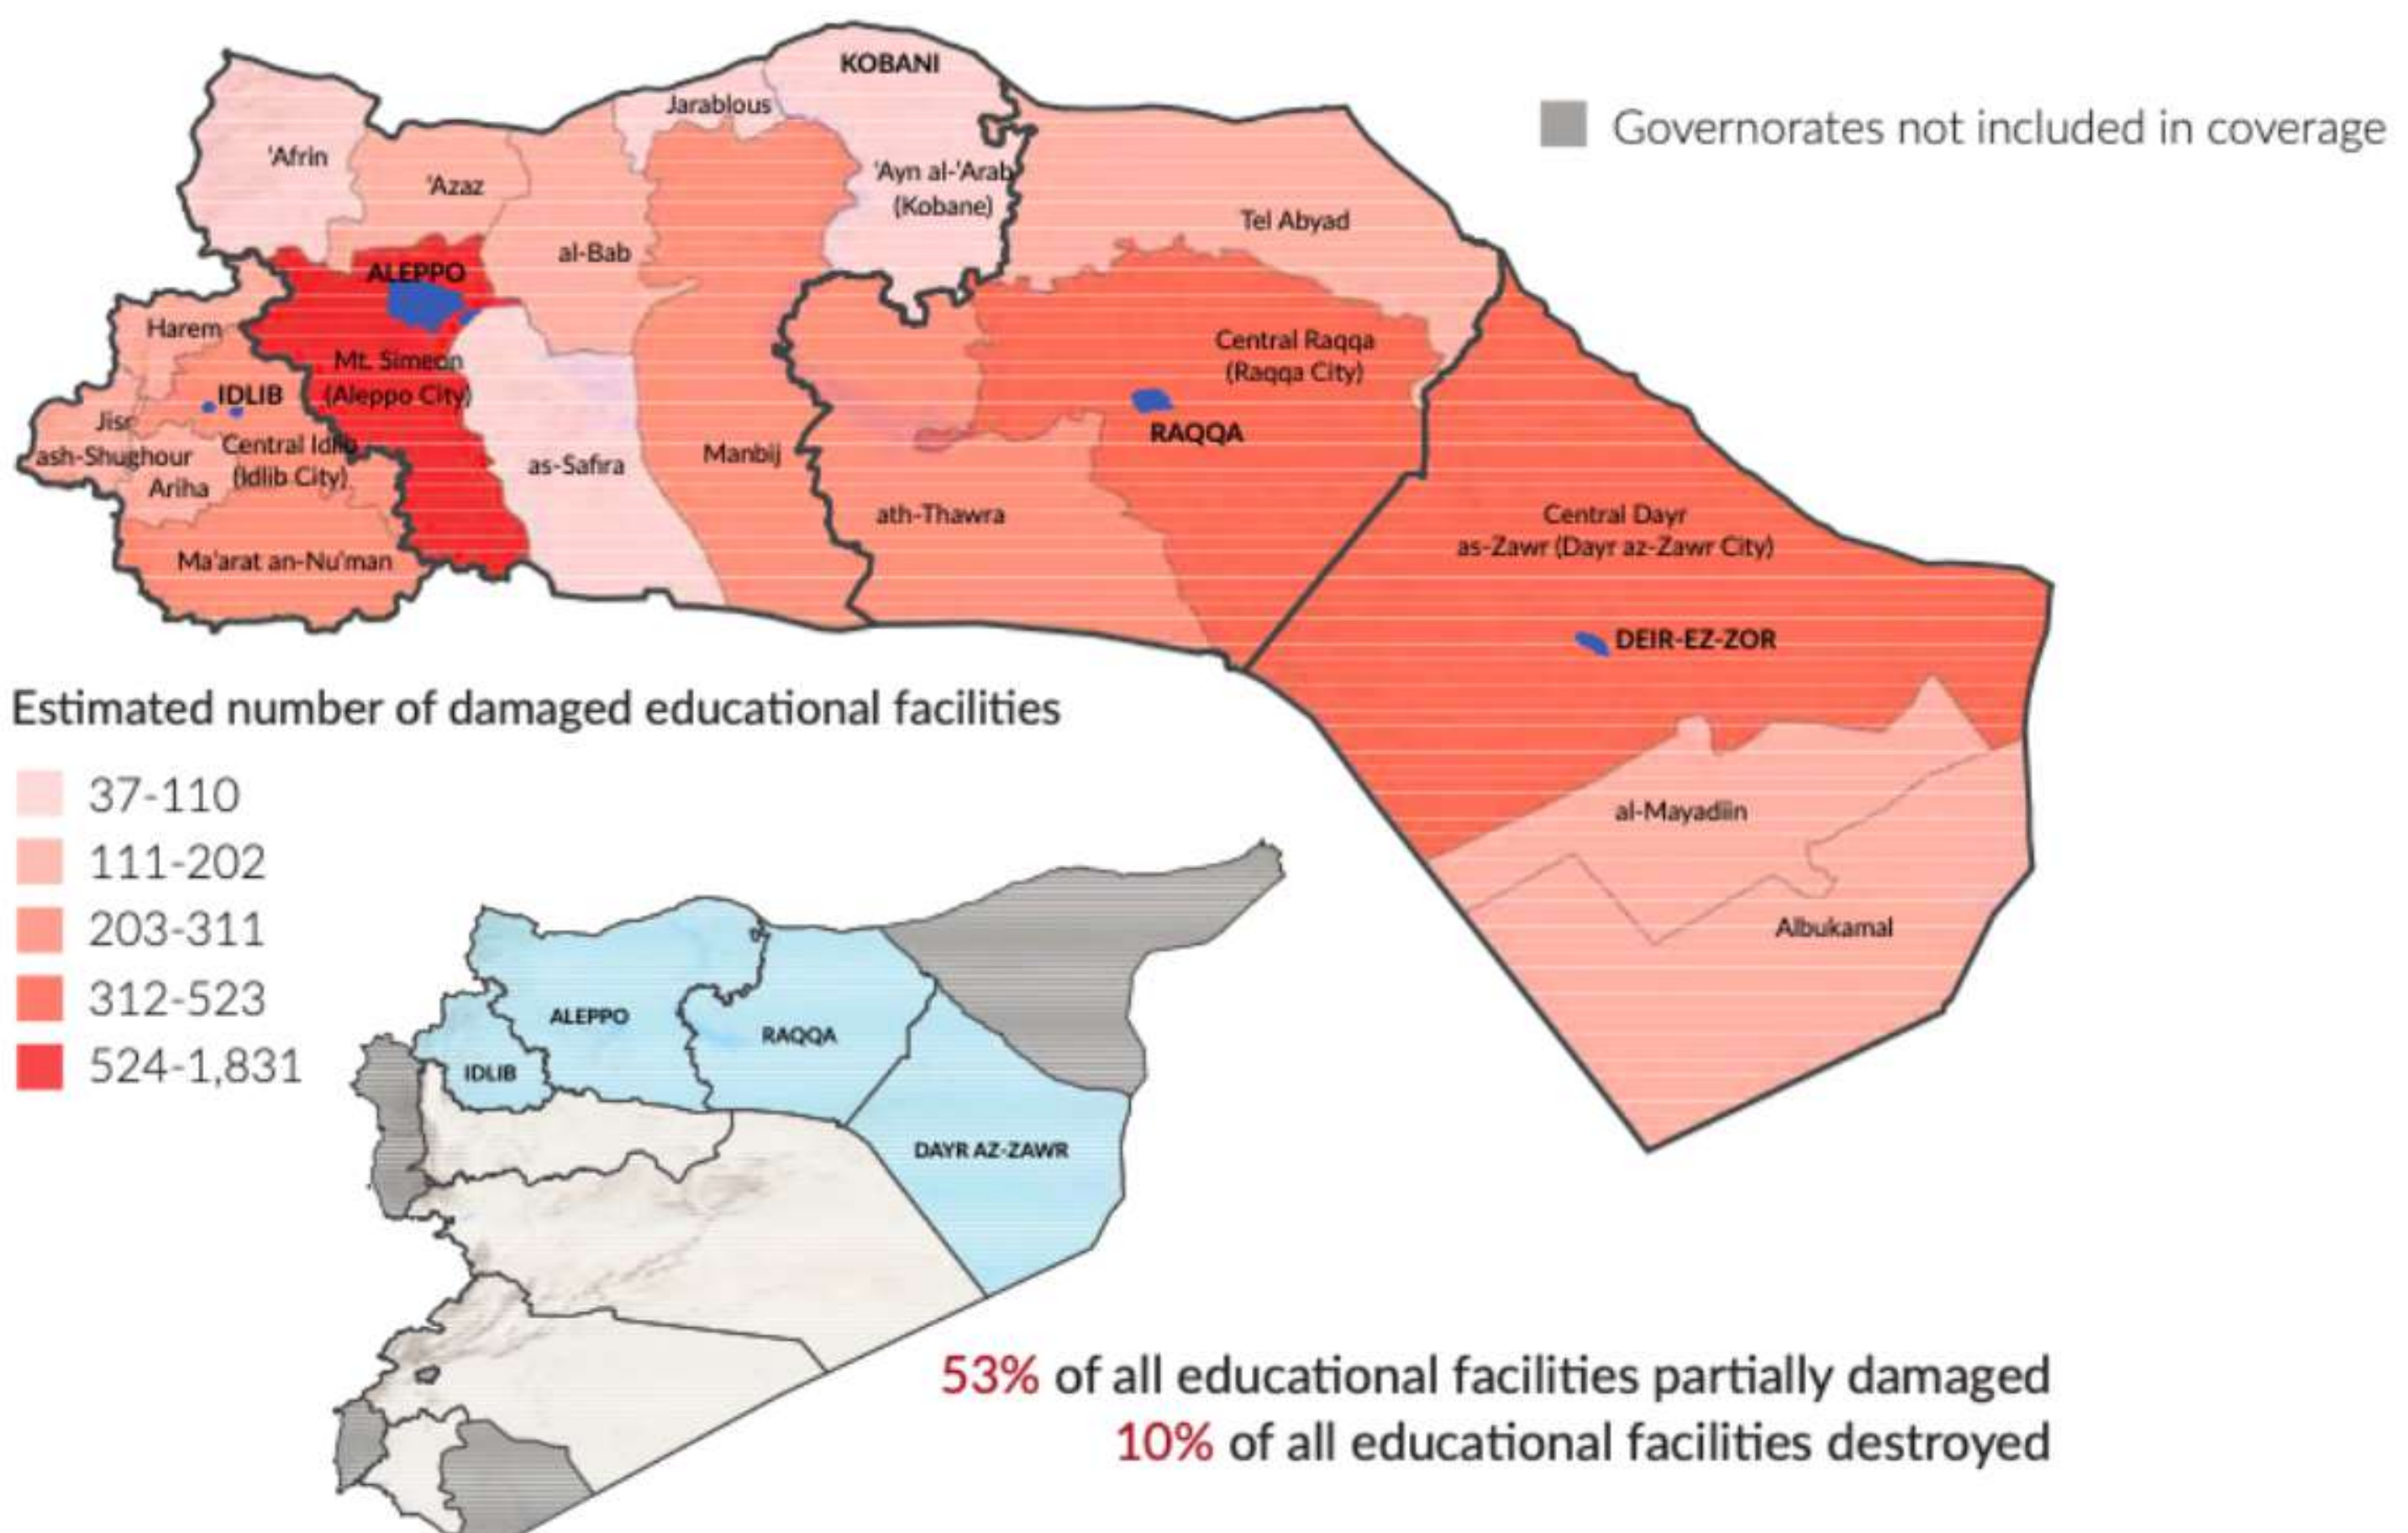 KOBANI
Jarablous
Governorates not included in coverage
'Afrin
'Azaz
'Ayn al-'Arab
(Kobane)
Tel Abyad
al-Bab
ALEPPO
Harem
Mt. Simeon
(Aleppo City)
IDLIB
Central Raqqa
(Raqqa City)
RAQQA
Jisr
ash-Shughour
Central Idlib
(Idlib City)
Ariha
as-Safira
Manbij
ath-Thawra
Central Dayr
as-Zawr (Dayr az-Zawr City)
Ma'arat an-Nu'man
DEIR-EZ-ZOR
al-Mayadiin
Albukamal
Estimated number of damaged educational facilities
37-110
111-202
203-311
312-523
524-1,831
ALEPPO
RAQQA
IDLIB
DAYR AZ-ZAWR
53% of all educational facilities partially damaged
10% of all educational facilities destroyed